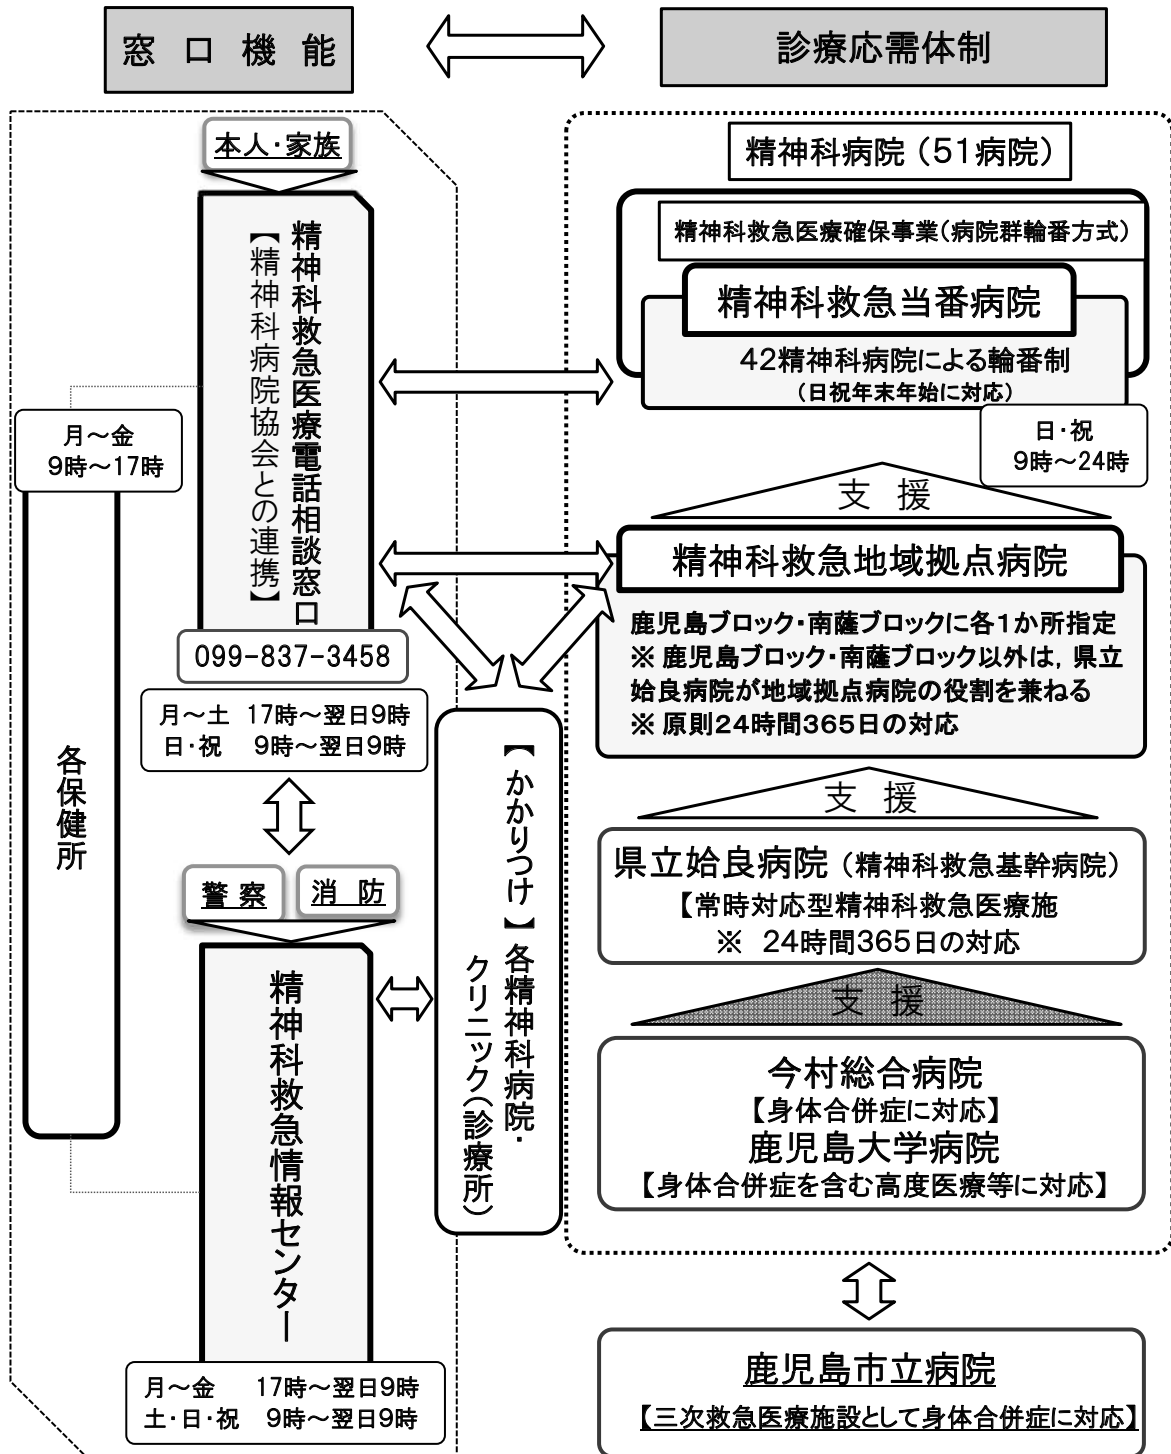 窓口機能
診療応需体制
本人・家族
精神科救急医療電話相談窓口
【精神科病院協会との連携】
099-837-3458
月～土 17時～翌日9時
日・祝 9時～翌日9時
月～金
9時～17時
各保健所
警察
消防
精神科救急情報センター
月～金 17時～翌日9時
土・日・祝 9時～翌日9時
【かかりつけ】各精神科病院・
クリニック（診療所）
精神科病院（51病院）
精神科救急医療確保事業（病院群輪番方式）
精神科救急当番病院
42精神科病院による輪番制
（日祝年末年始に対応）
日・祝
9時～24時
支援
精神科救急地域拠点病院
鹿児島ブロック・南薩ブロックに各1か所指定
※ 鹿児島ブロック・南薩ブロック以外は，県立
姶良病院が地域拠点病院の役割を兼ねる
※ 原則24時間365日の対応
支援
県立姶良病院（精神科救急基幹病院）
【常時対応型精神科救急医療施
※ 24時間365日の対応
支援
今村総合病院
【身体合併症に対応】
鹿児島大学病院
【身体合併症を含む高度医療等に対応】
鹿児島市立病院
【三次救急医療施設として身体合併症に対応】